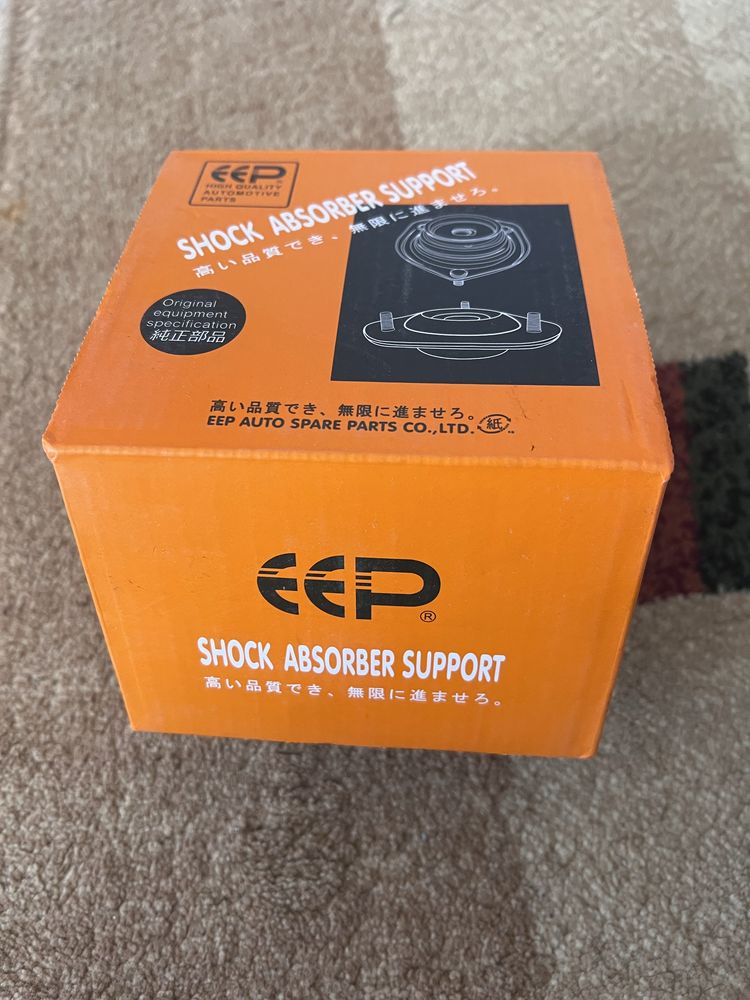 EEP®
HIGH QUALITY
AUTOMOTIVE
PARTS
SHOCK ABSORBER SUPPORT
高い品質でき、無限に進ませろ。
Original
equipment
specification
純正部品
高い品質でき、無限に進ませろ。
EEP AUTO SPARE PARTS CO.,LTD.
紙
EEP®
SHOCK ABSORBER SUPPORT
高い品質でき、無限に進ませろ。